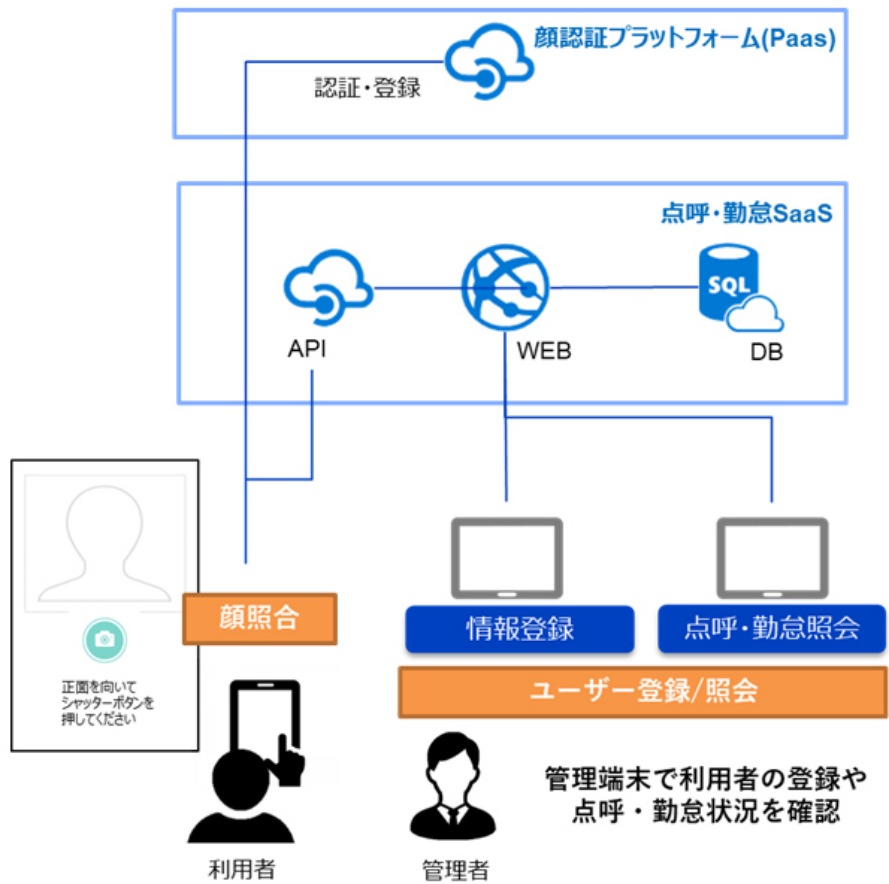 顔認証プラットフォーム(Paas)
認証・登録
点呼・勤怠SaaS
SQL
API
WEB
DB
正面を向いて
シャッターボタンを
押してください
顔照合
情報登録
点呼・勤怠照会
ユーザー登録/照会
管理端末で利用者の登録や
点呼・勤怠状況を確認
利用者
管理者